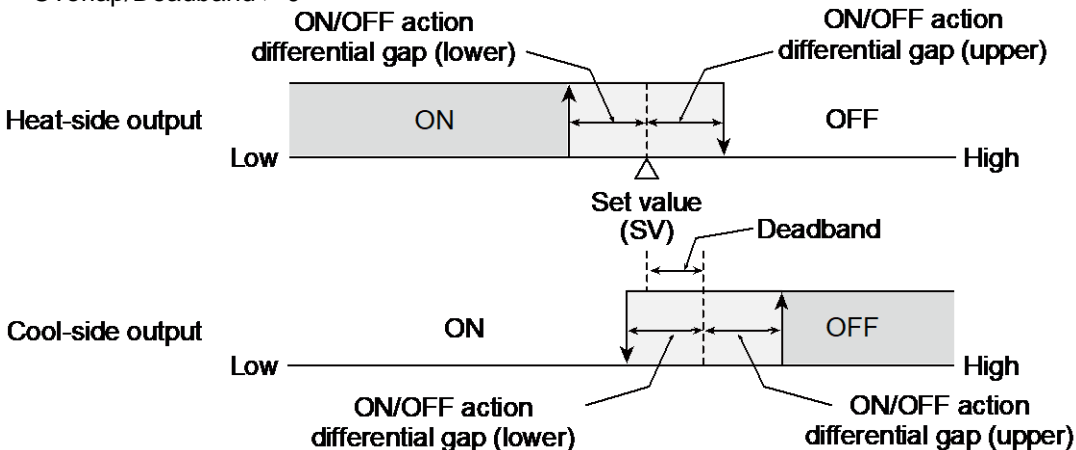 ON/OFF action
differential gap (lower)
ON/OFF action
differential gap (upper)
Heat-side output
ON
OFF
Low
High
Set value
(SV)
Deadband
Cool-side output
ON
OFF
Low
High
ON/OFF action
differential gap (lower)
ON/OFF action
differential gap (upper)